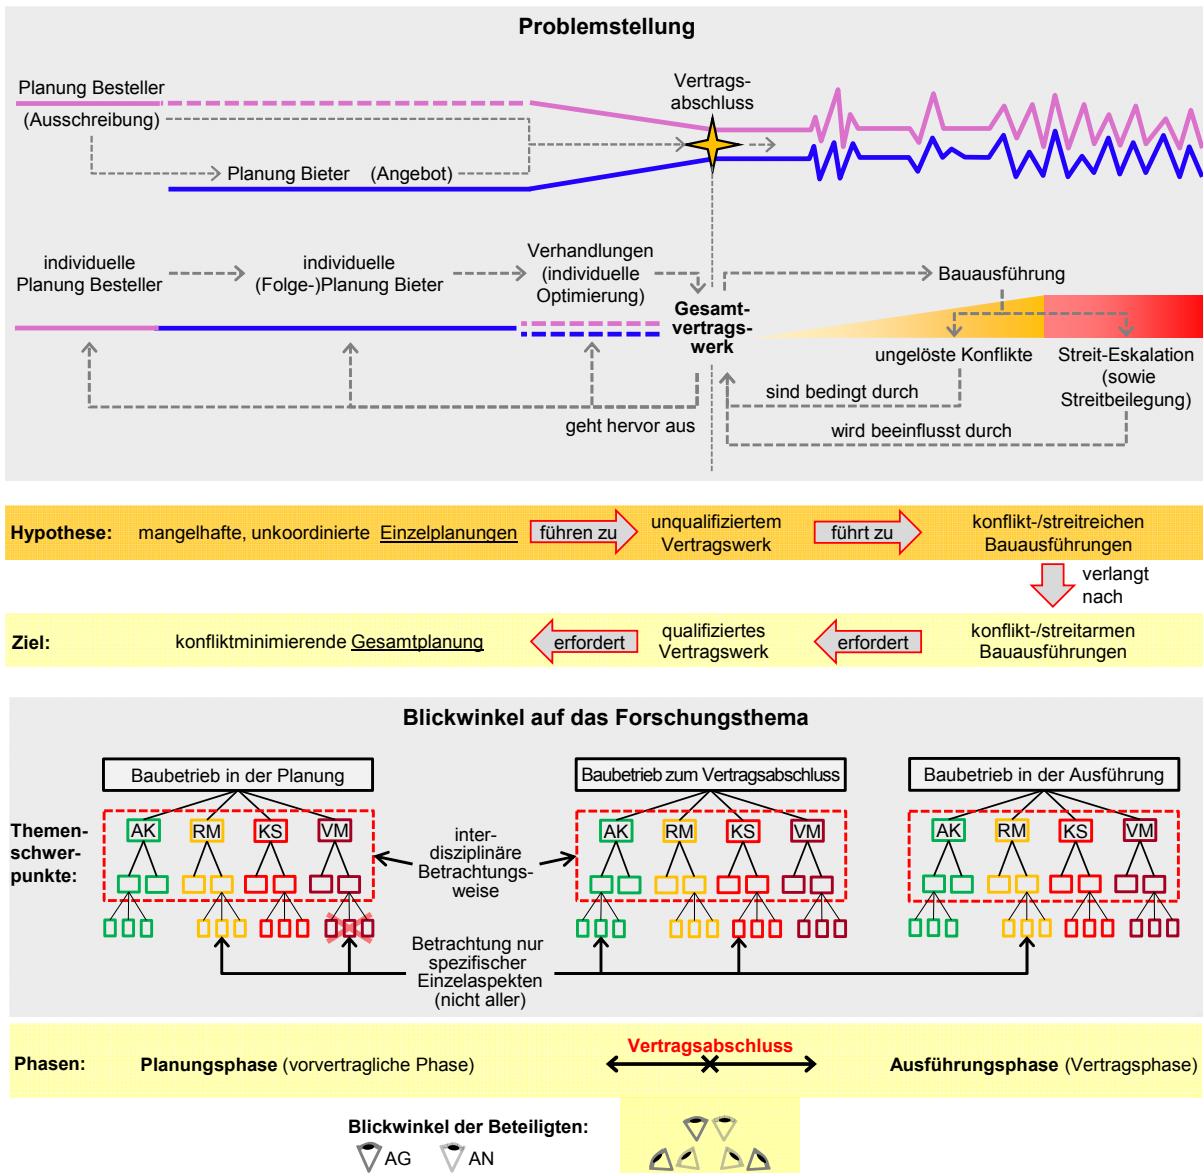 Problemstellung
Planung Besteller
(Ausschreibung)
Vertrags-
abschluss
Planung Bieter (Angebot)
individuelle
Planung Besteller
individuelle
(Folge-)Planung Bieter
Verhandlungen
(individuelle
Optimierung)
Gesamt-
vertrags-
werk
Bauausführung
ungelöste Konflikte
Streit-Eskalation
(sowie
Streitbeilegung)
sind bedingt durch
geht hervor aus
wird beeinflusst durch
Hypothese: mangelhafte, unkoordinierte Einzelplanungen
führen zu
unqualifiziertem
Vertragswerk
führt zu
konflikt-/streitreichen
Bauausführungen
verlangt
nach
Ziel: konfliktminimierende Gesamtplanung
erfordert
qualifiziertes
Vertragswerk
erfordert
konflikt-/streitarmen
Bauausführungen
Blickwinkel auf das Forschungsthema
Baubetrieb in der Planung
Baubetrieb zum Vertragsabschluss
Baubetrieb in der Ausführung
Themen-
schwer-
punkte:
AK RM KS VM
inter-
disziplinäre
Betrachtungs-
weise
AK RM KS VM
AK RM KS VM
Betrachtung nur
spezifischer
Einzelaspekten
(nicht aller)
Phasen: Planungsphase (vorvertragliche Phase)
Vertragsabschluss
Ausführungsphase (Vertragsphase)
Blickwinkel der Beteiligten:
AG AN